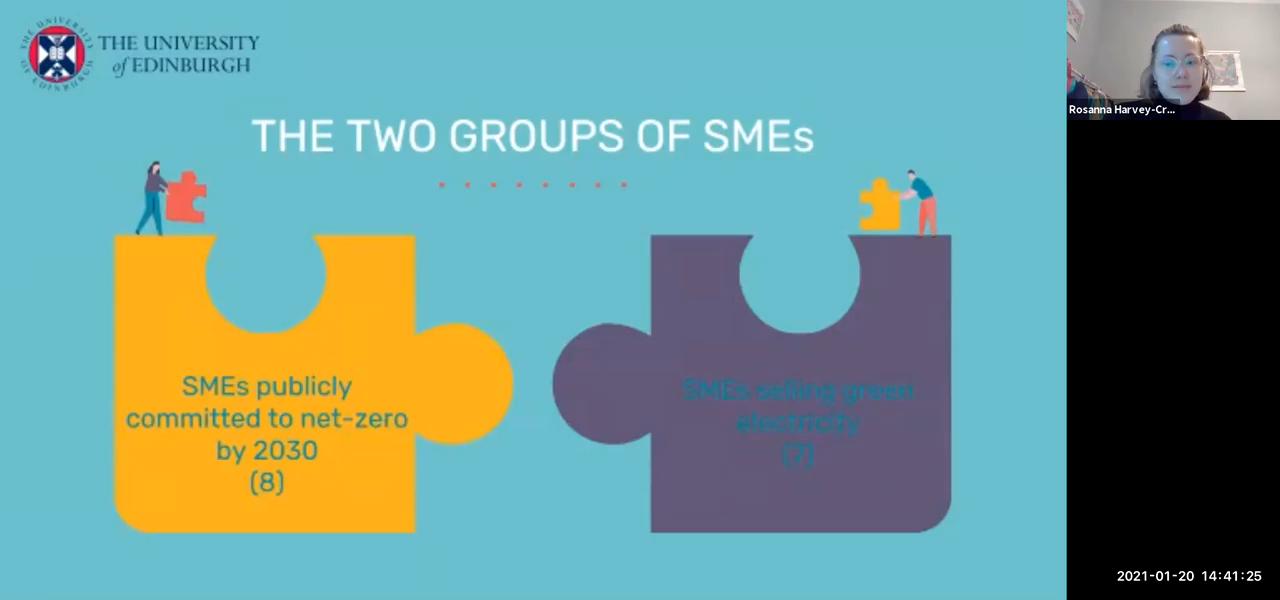 THE UNIVERSITY
of EDINBURGH
THE TWO GROUPS OF SMEs
SMEs publicly
committed to net-zero
by 2030
(8)
SMEs selling green
electricity
(7)
Rosanna Harvey-Cr...
2021-01-20 14:41:25